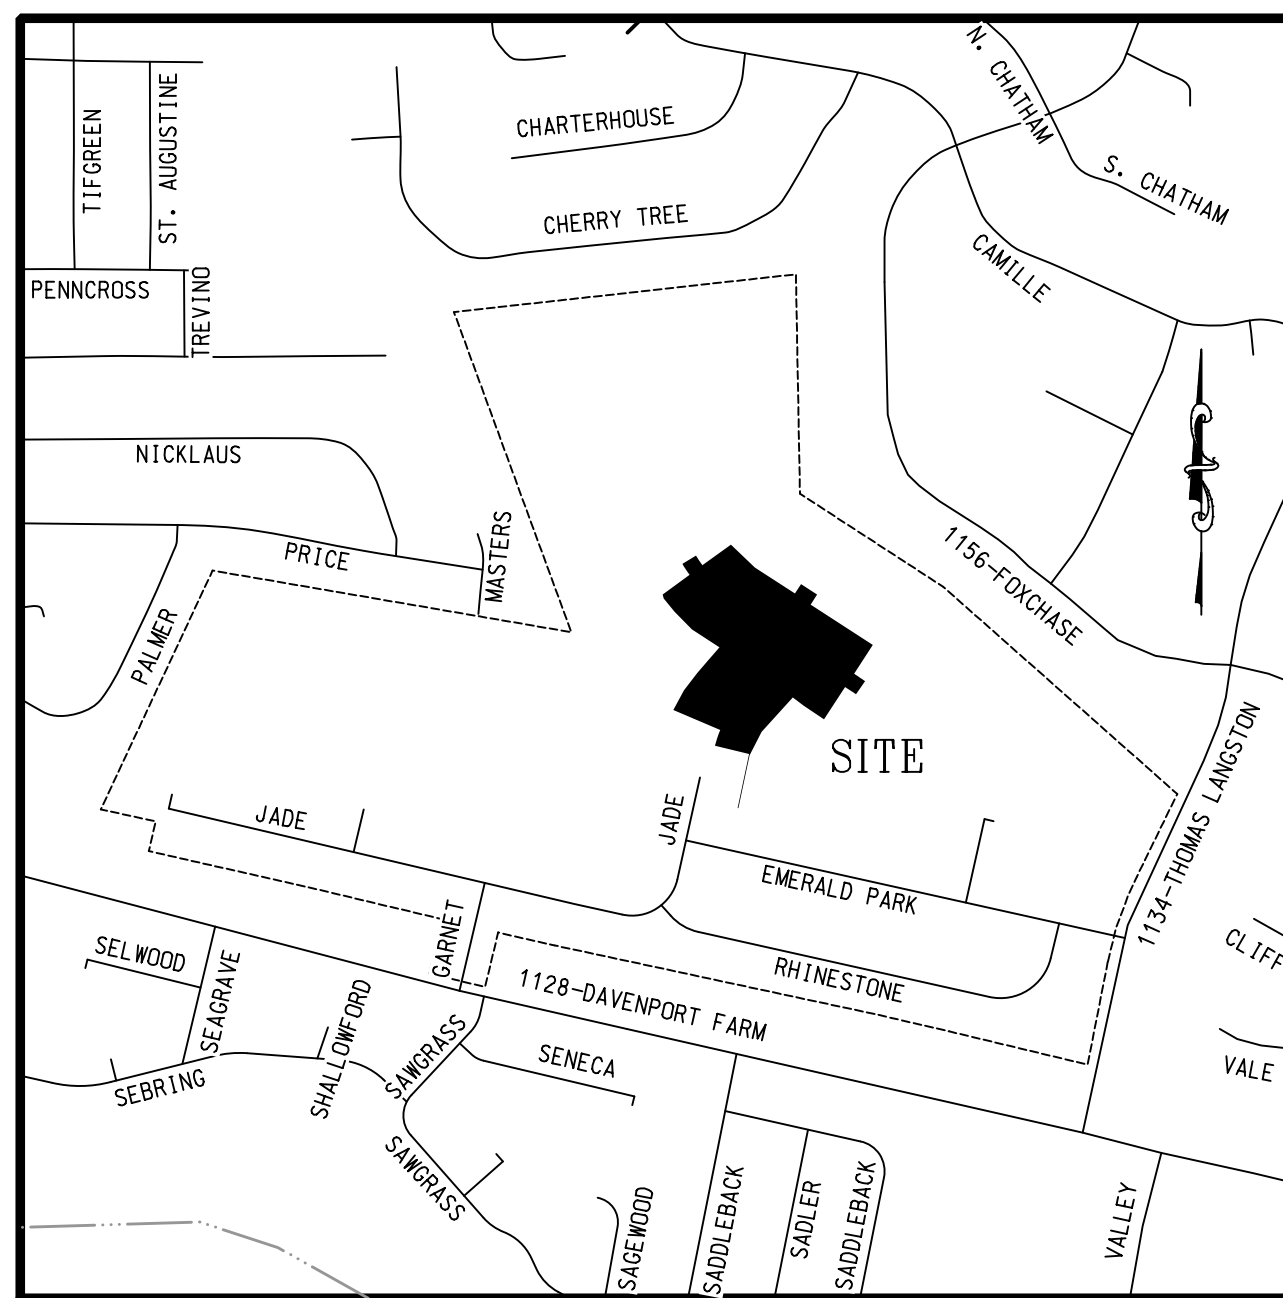 N. CHATHAM
TIFGREEN
ST. AUGUSTINE
CHARTERHOUSE
S. CHATHAM
CHERRY TREE
CAMILLE
PENNCROSS
TREVINO
NICKLAUS
PRICE
MASTERS
1156-FOXCHASE
PALMER
SITE
1134-THOMAS LANGSTON
JADE
JADE
EMERALD PARK
GARNET
SELWOOD
SEAGRAVE
RHINESTONE
CLIFF
1128-DAVENPORT FARM
SHALLOWFORD
SAWGRASS
SENECA
VALE
SEBRING
SAWGRASS
SAGEWOOD
SADDLEBACK
SADLER
SADDLEBACK
VALLEY